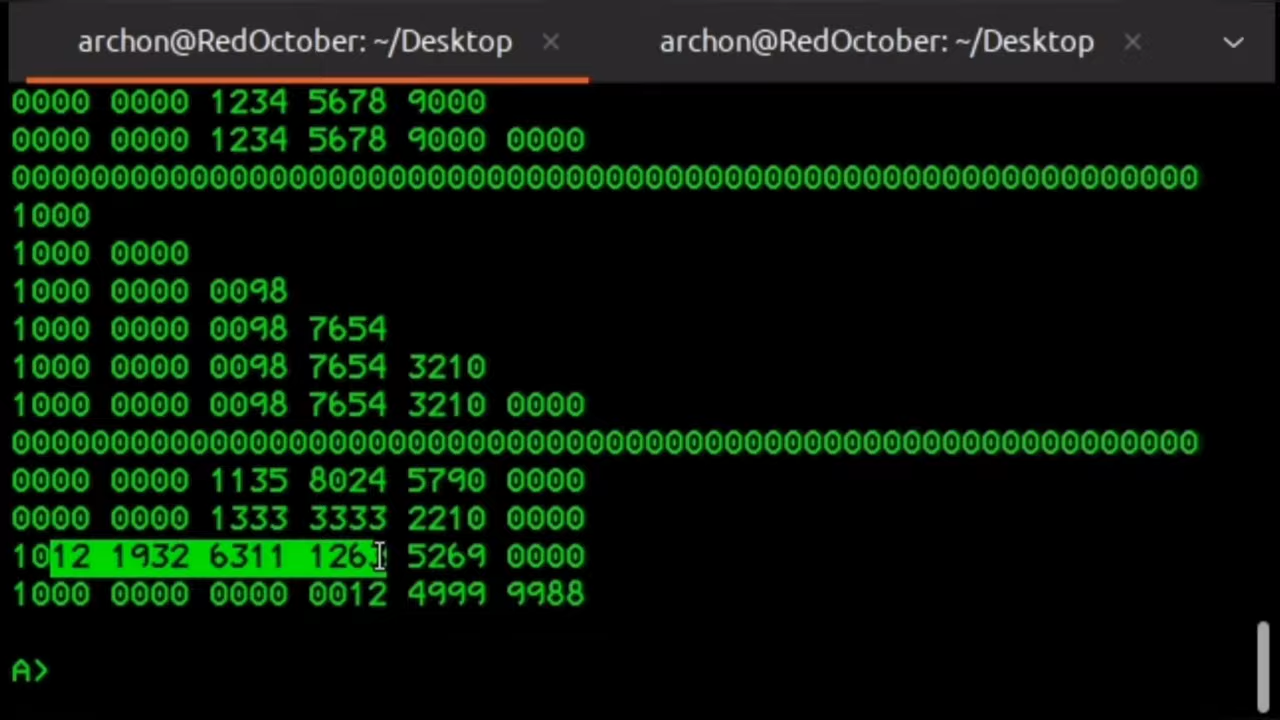 archon@RedOctober: ~/Desktop × archon@RedOctober: ~/Desktop ×
0000 0000 1234 5678 9000
0000 0000 1234 5678 9000 0000
000000000000000000000000000000000000000000000000000000000000
1000
1000 0000
1000 0000 0098
1000 0000 0098 7654
1000 0000 0098 7654 3210
1000 0000 0098 7654 3210 0000
000000000000000000000000000000000000000000000000000000000000
0000 0000 1135 8024 5790 0000
0000 0000 1333 3333 2210 0000
1012 1932 6311 1263 5269 0000
1000 0000 0000 0012 4999 9988
A>